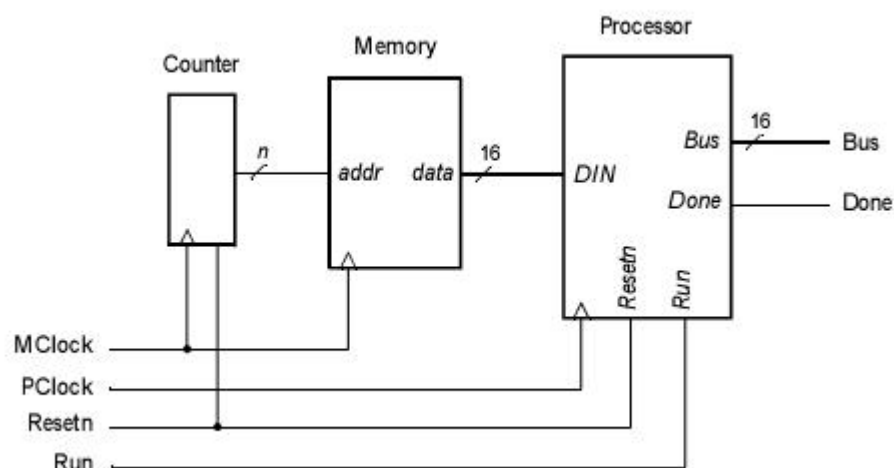 Processor
Memory
Counter
16
Bus
Bus
n
addr
data
16
DIN
Done
Done
Resetn
Run
MClock
PClock
Resetn
Run